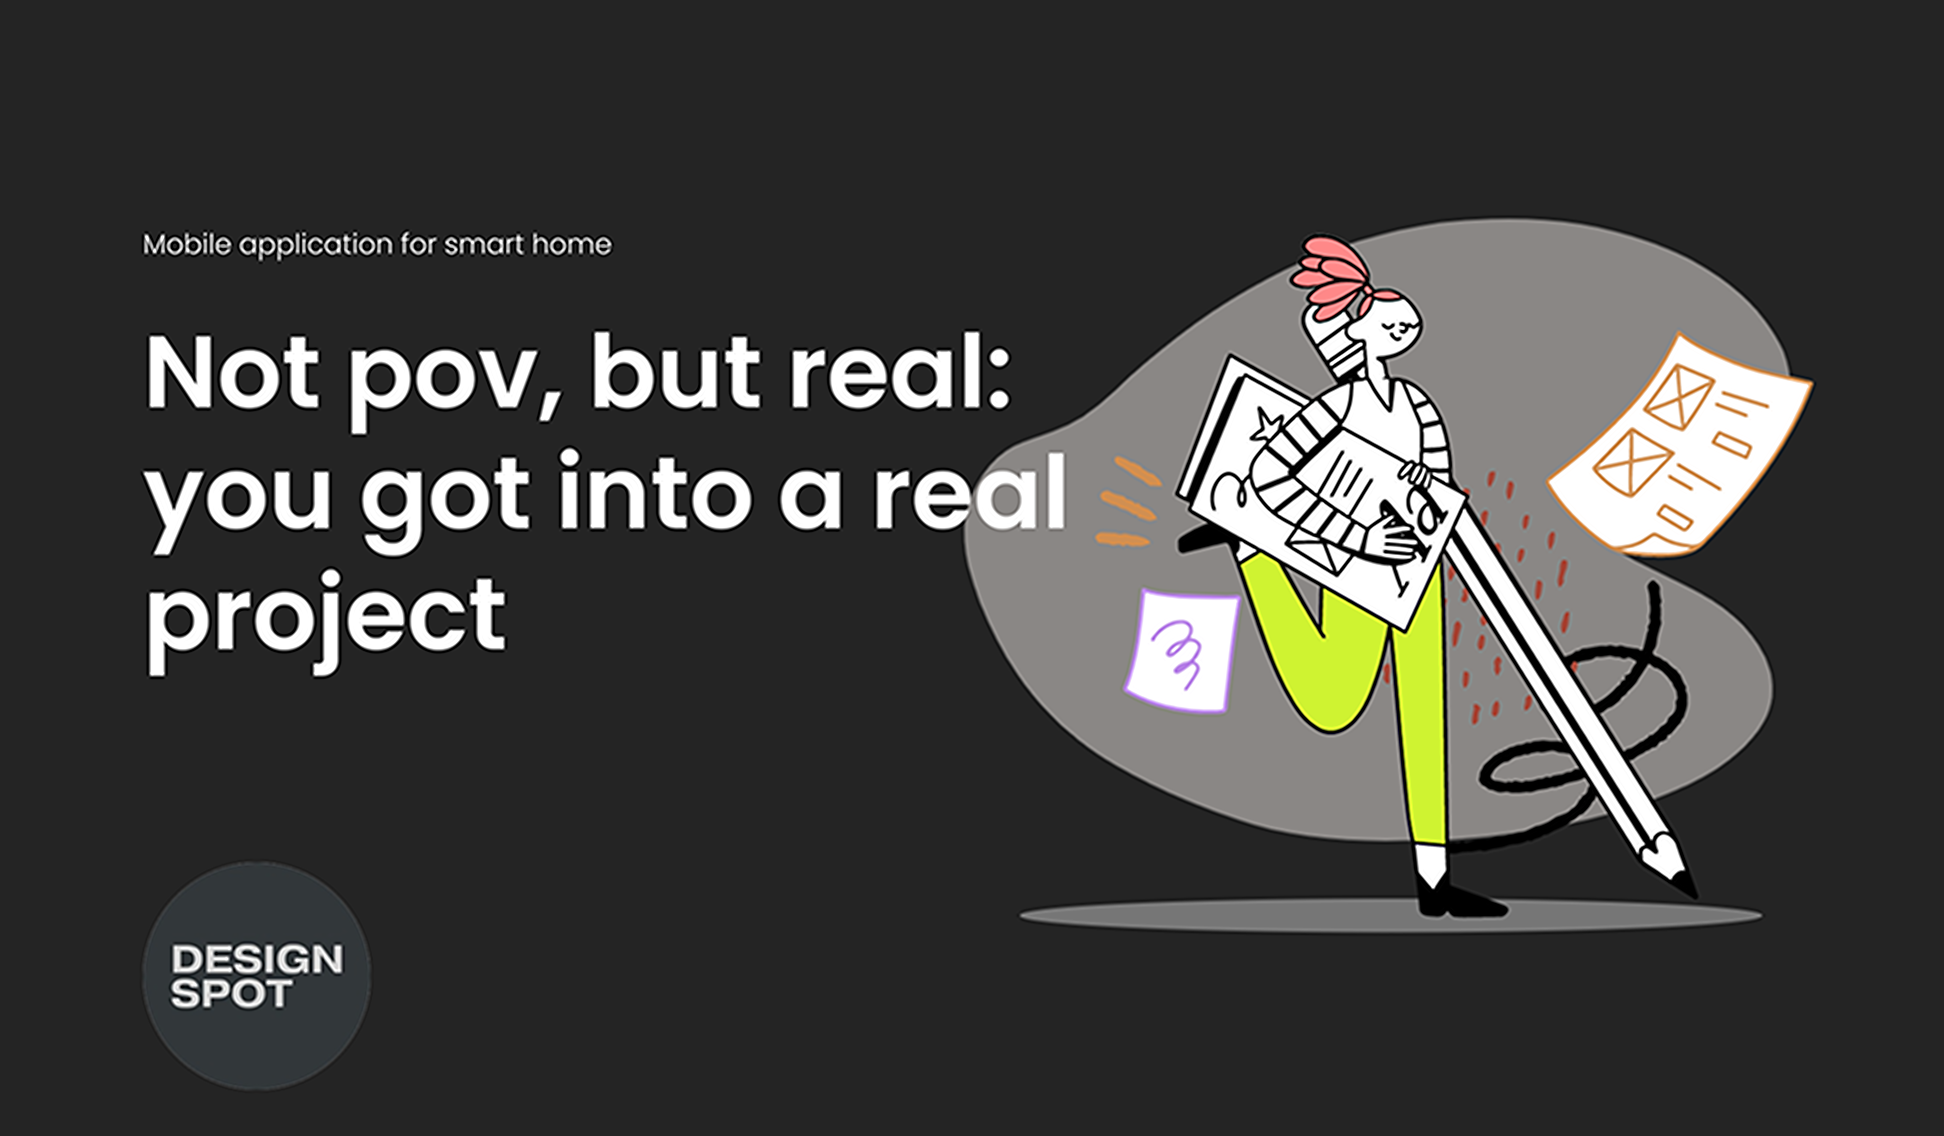 Mobile application for smart home
Not pov, but real:
you got into a real
project
DESIGN
SPOT